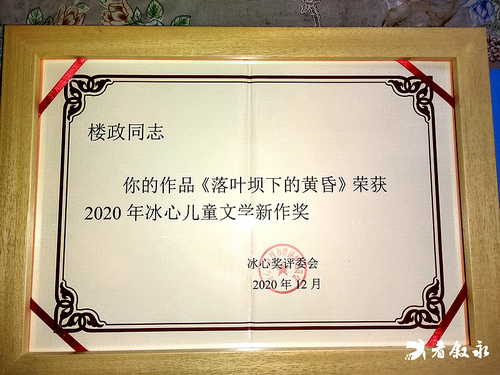 楼政同志
你的作品《落叶坝下的黄昏》荣获
2020年冰心儿童文学新作奖
冰心奖评委会
2020年12月
看叙永